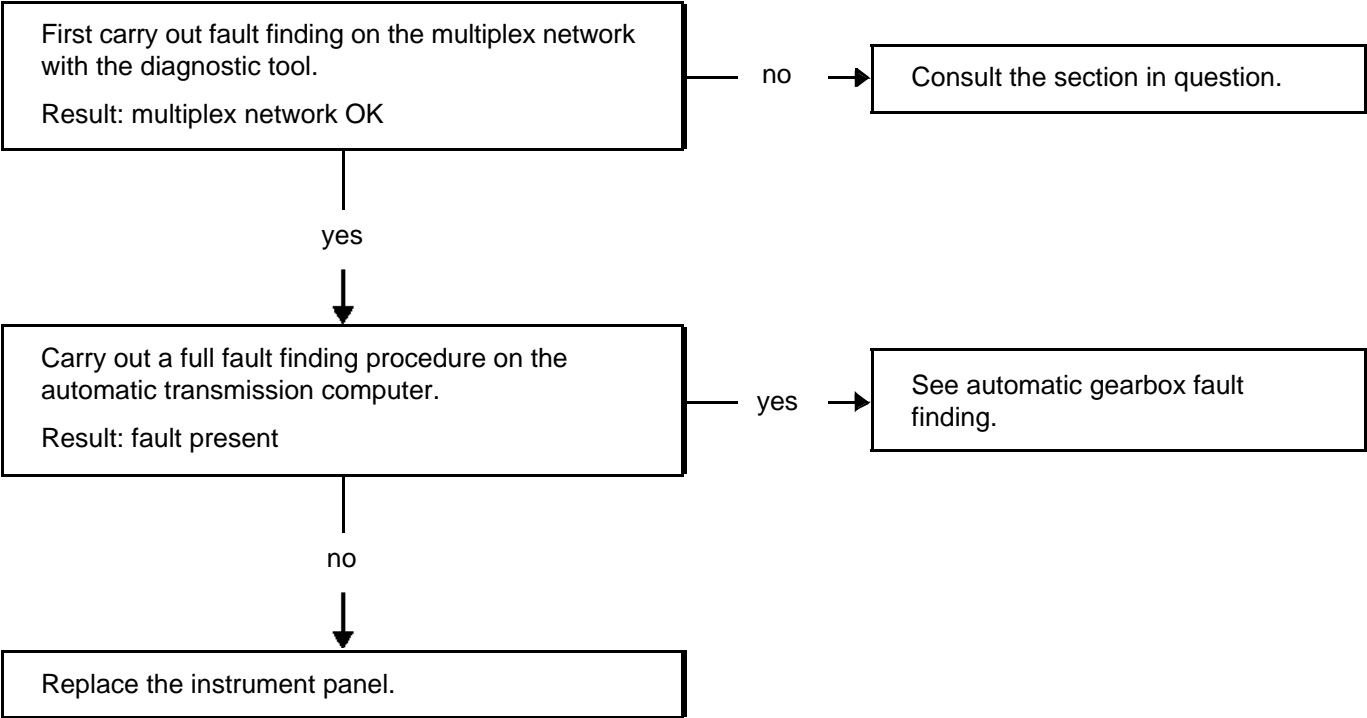 First carry out fault finding on the multiplex network
with the diagnostic tool.
Result: multiplex network OK
no
Consult the section in question.
yes
Carry out a full fault finding procedure on the
automatic transmission computer.
Result: fault present
yes
See automatic gearbox fault
finding.
no
Replace the instrument panel.